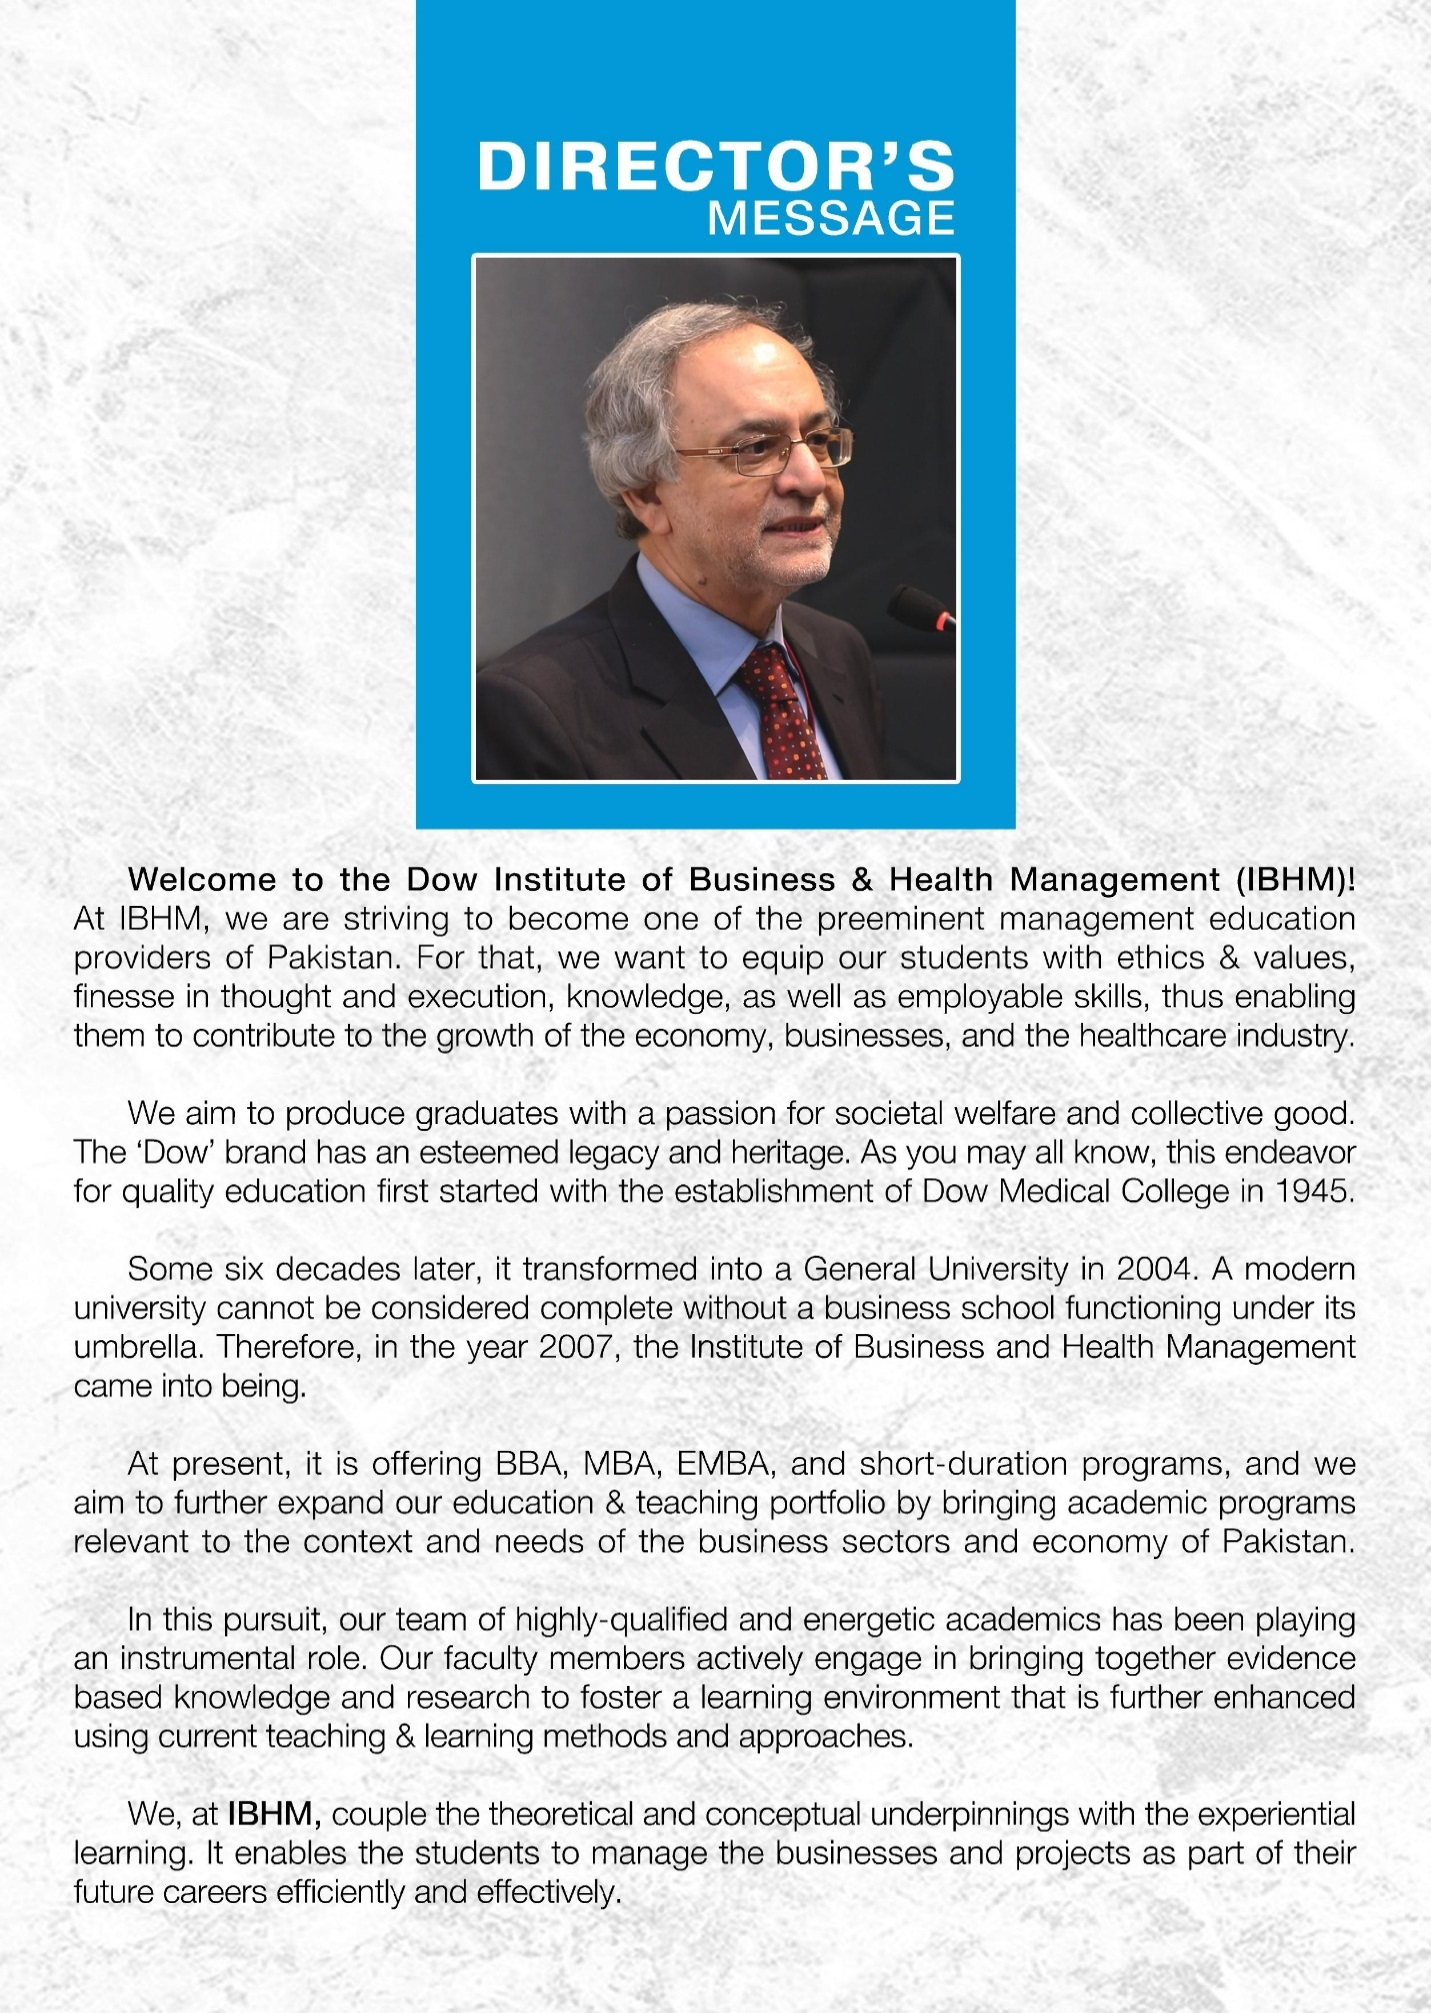 DIRECTOR’S
MESSAGE
Welcome to the Dow Institute of Business & Health Management (IBHM)!
At IBHM, we are striving to become one of the preeminent management education
providers of Pakistan. For that, we want to equip our students with ethics & values,
finesse in thought and execution, knowledge, as well as employable skills, thus enabling
them to contribute to the growth of the economy, businesses, and the healthcare industry.
We aim to produce graduates with a passion for societal welfare and collective good.
The ‘Dow’ brand has an esteemed legacy and heritage. As you may all know, this endeavor
for quality education first started with the establishment of Dow Medical College in 1945.
Some six decades later, it transformed into a General University in 2004. A modern
university cannot be considered complete without a business school functioning under its
umbrella. Therefore, in the year 2007, the Institute of Business and Health Management
came into being.
At present, it is offering BBA, MBA, EMBA, and short-duration programs, and we
aim to further expand our education & teaching portfolio by bringing academic programs
relevant to the context and needs of the business sectors and economy of Pakistan.
In this pursuit, our team of highly-qualified and energetic academics has been playing
an instrumental role. Our faculty members actively engage in bringing together evidence
based knowledge and research to foster a learning environment that is further enhanced
using current teaching & learning methods and approaches.
We, at IBHM, couple the theoretical and conceptual underpinnings with the experiential
learning. It enables the students to manage the businesses and projects as part of their
future careers efficiently and effectively.